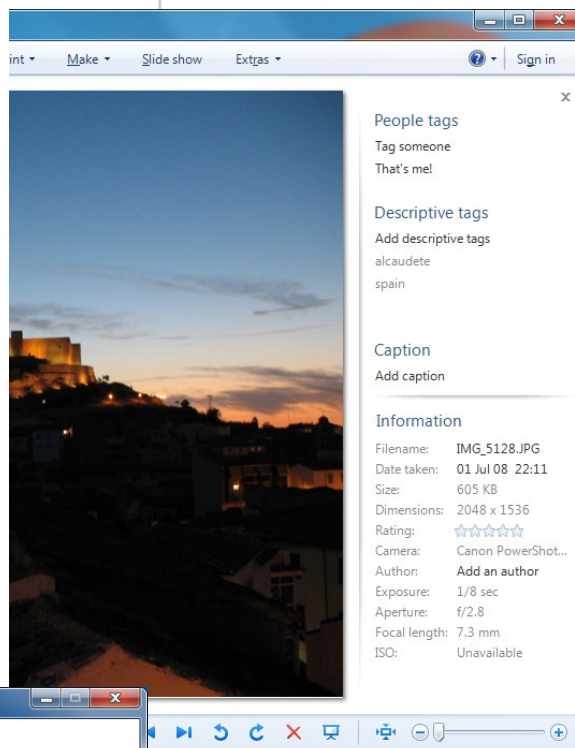 int Make Slide show Extras Sign in
People tags
Tag someone
That's me!
Descriptive tags
Add descriptive tags
alcaudete
spain
Caption
Add caption
Information
Filename: IMG_5128.JPG
Date taken: 01 Jul 08 22:11
Size: 605 KB
Dimensions: 2048 x 1536
Rating:
Camera: Canon PowerShot...
Author: Add an author
Exposure: 1/8 sec
Aperture: f/2.8
Focal length: 7.3 mm
ISO: Unavailable